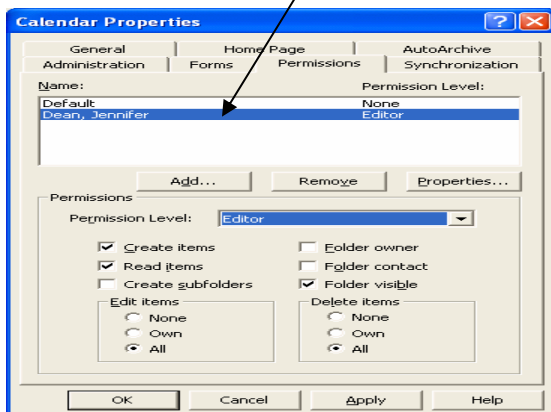 Calendar Properties
General Home Page AutoArchive
Administration Forms Permissions Synchronization
Name: Permission Level:
Default None
Dean, Jennifer Editor
Add... Remove Properties...
Permissions
Permission Level: Editor
Create items Folder owner
Read items Folder contact
Create subfolders Folder visible
Edit items Delete items
None None
Own Own
All All
OK Cancel Apply Help